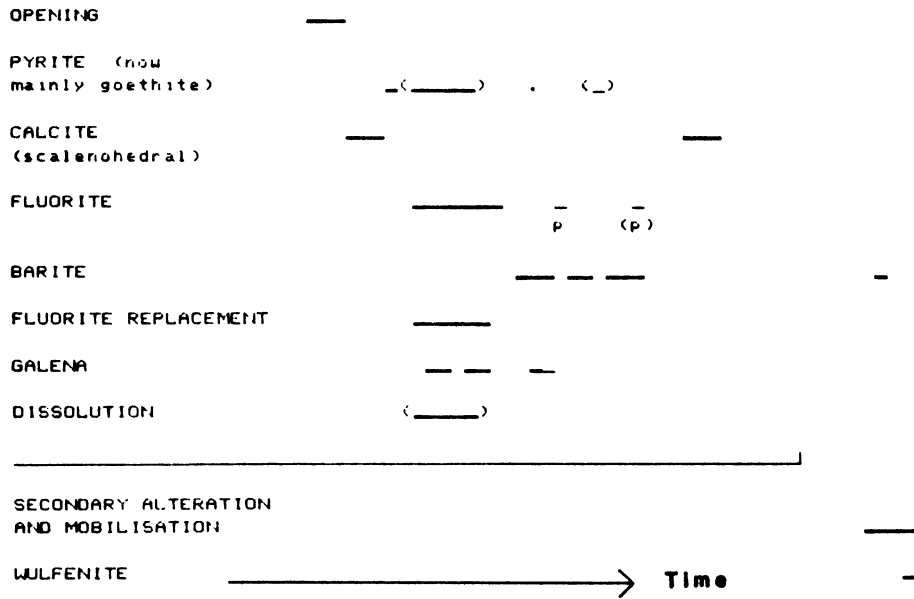 OPENING
PYRITE (now
mainly goethite)
( ) . (_)
CALCITE
(scalenohedral)
FLUORITE
p (p)
BARITE
FLUORITE REPLACEMENT
GALENA
DISSOLUTION
( )
SECONDARY ALTERATION
AND MOBILISATION
WULFENITE
Time